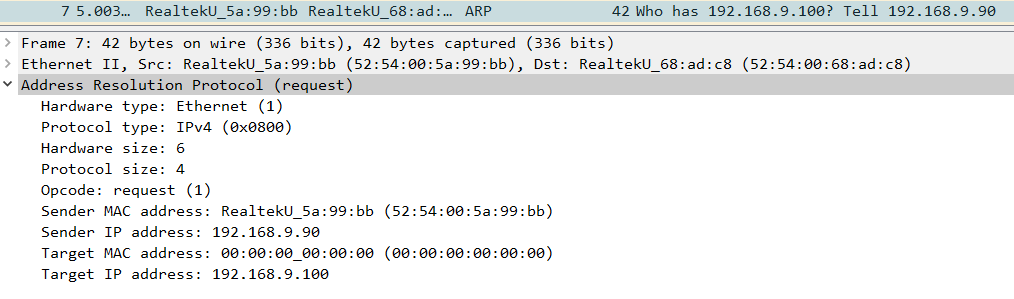 7 5.003… RealtekU_5a:99:bb RealtekU_68:ad:… ARP 42 Who has 192.168.9.100? Tell 192.168.9.90
Frame 7: 42 bytes on wire (336 bits), 42 bytes captured (336 bits)
Ethernet II, Src: RealtekU_5a:99:bb (52:54:00:5a:99:bb), Dst: RealtekU_68:ad:c8 (52:54:00:68:ad:c8)
Address Resolution Protocol (request)
Hardware type: Ethernet (1)
Protocol type: IPv4 (0x0800)
Hardware size: 6
Protocol size: 4
Opcode: request (1)
Sender MAC address: RealtekU_5a:99:bb (52:54:00:5a:99:bb)
Sender IP address: 192.168.9.90
Target MAC address: 00:00:00_00:00:00 (00:00:00:00:00:00)
Target IP address: 192.168.9.100